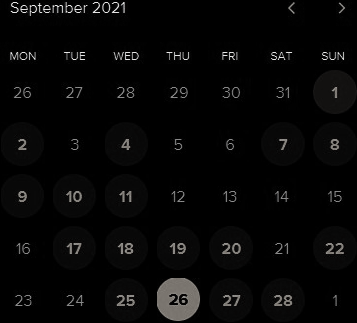 September 2021
MON TUE WED THU FRI SAT SUN
26 27 28 29 30 31 1
2 3 4 5 6 7 8
9 10 11 12 13 14 15
16 17 18 19 20 21 22
23 24 25 26 27 28 1